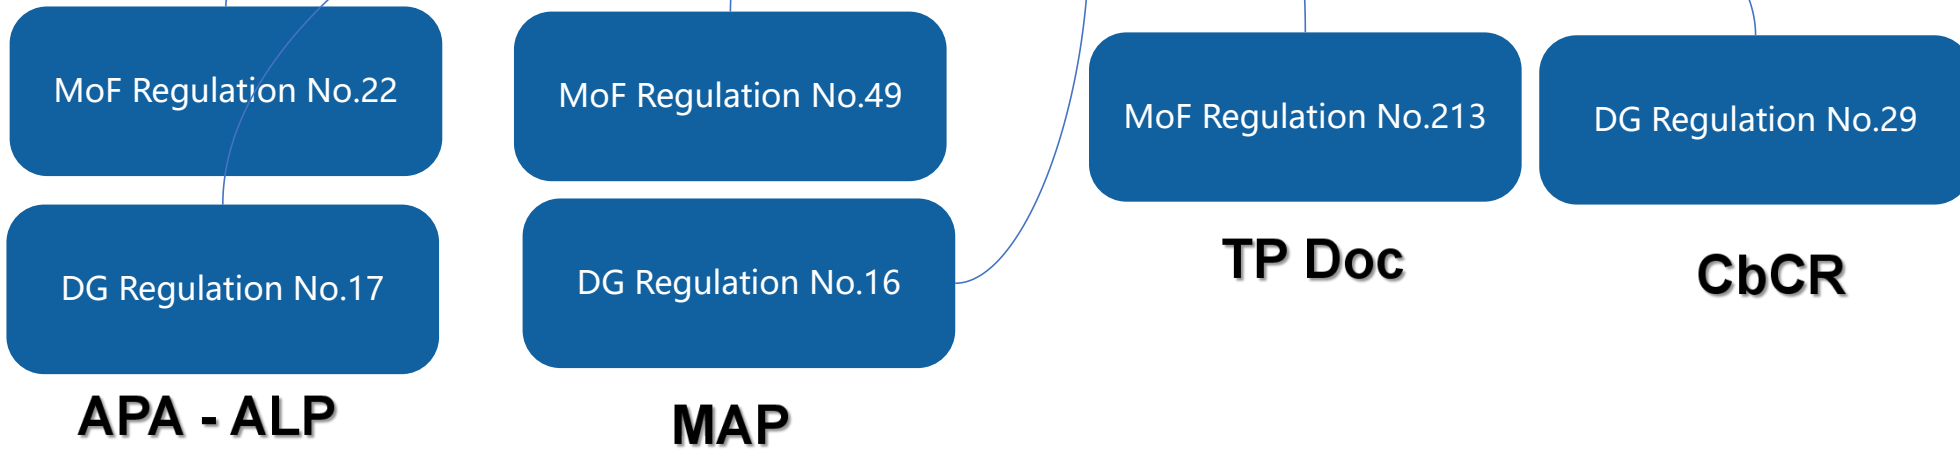 MoF Regulation No.22
DG Regulation No.17
APA - ALP
MoF Regulation No.49
DG Regulation No.16
MAP
MoF Regulation No.213
TP Doc
DG Regulation No.29
CbCR